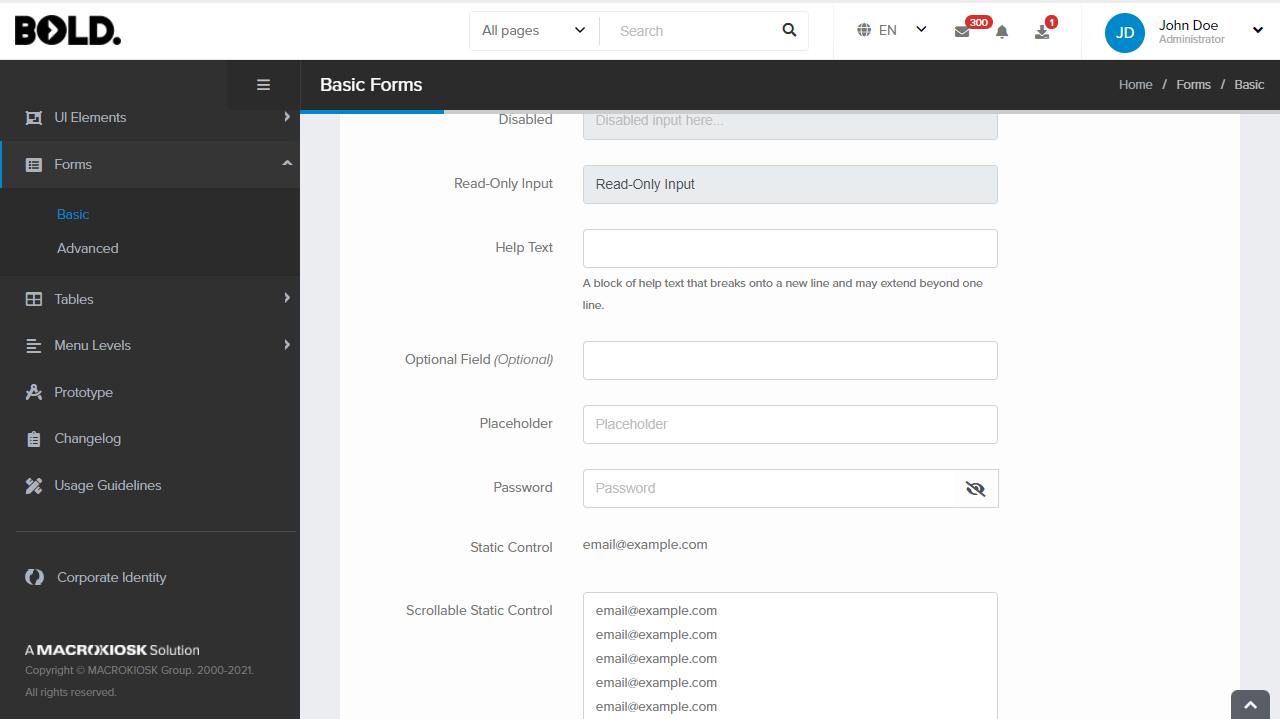 BOLD.
All pages
Search
EN
300
1
JD
John Doe
Administrator
Basic Forms
Home / Forms / Basic
UI Elements
Forms
Basic
Advanced
Tables
Menu Levels
Prototype
Changelog
Usage Guidelines
Corporate Identity
A MACROKIOSK Solution
Copyright © MACROKIOSK Group. 2000-2021.
All rights reserved.
Disabled
Disabled input here...
Read-Only Input
Read-Only Input
Help Text
A block of help text that breaks onto a new line and may extend beyond one
line.
Optional Field (Optional)
Placeholder
Placeholder
Password
Password
Static Control
email@example.com
Scrollable Static Control
email@example.com
email@example.com
email@example.com
email@example.com
email@example.com